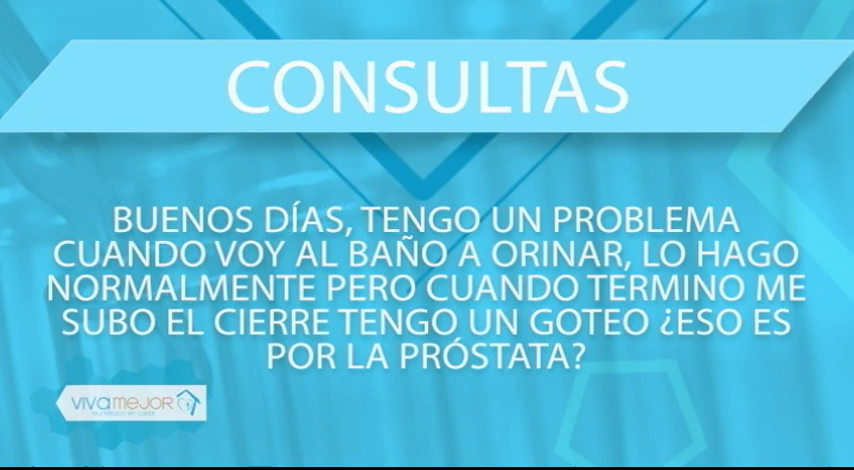 CONSULTAS
BUENOS DÍAS, TENGO UN PROBLEMA
CUANDO VOY AL BAÑO A ORINAR, LO HAGO
NORMALMENTE PERO CUANDO TERMINO ME
SUBO EL CIERRE TENGO UN GOTEO ¿ESO ES
POR LA PRÓSTATA?
VIVAMEJOR